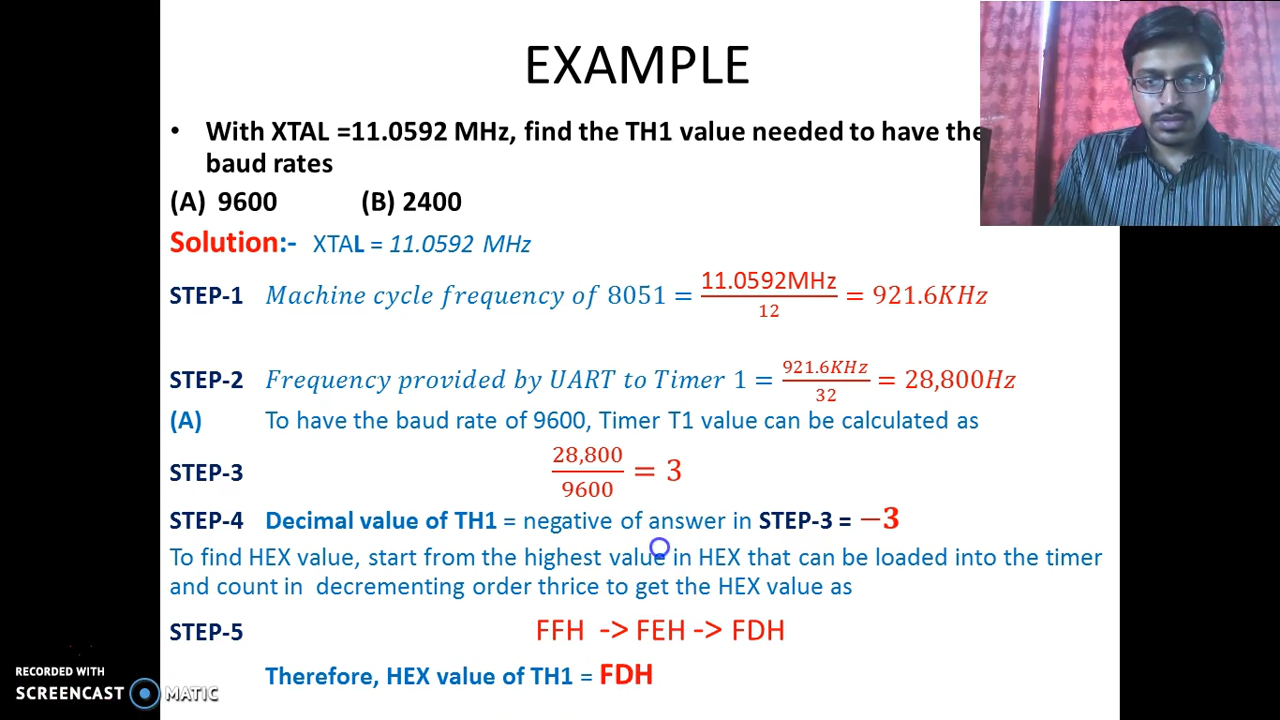 EXAMPLE
• With XTAL =11.0592 MHz, find the TH1 value needed to have the
baud rates
(A) 9600 (B) 2400
Solution:- XTAL = 11.0592 MHz
STEP-1 Machine cycle frequency of 8051 = 11.0592MHz/12 = 921.6KHz
STEP-2 Frequency provided by UART to Timer 1 = 921.6KHz/32 = 28,800Hz
(A) To have the baud rate of 9600, Timer T1 value can be calculated as
STEP-3 28,800/9600 = 3
STEP-4 Decimal value of TH1 = negative of answer in STEP-3 = −3
To find HEX value, start from the highest value in HEX that can be loaded into the timer
and count in decrementing order thrice to get the HEX value as
STEP-5 FFH -> FEH -> FDH
Therefore, HEX value of TH1 = FDH
RECORDED WITH
SCREENCAST MATIC